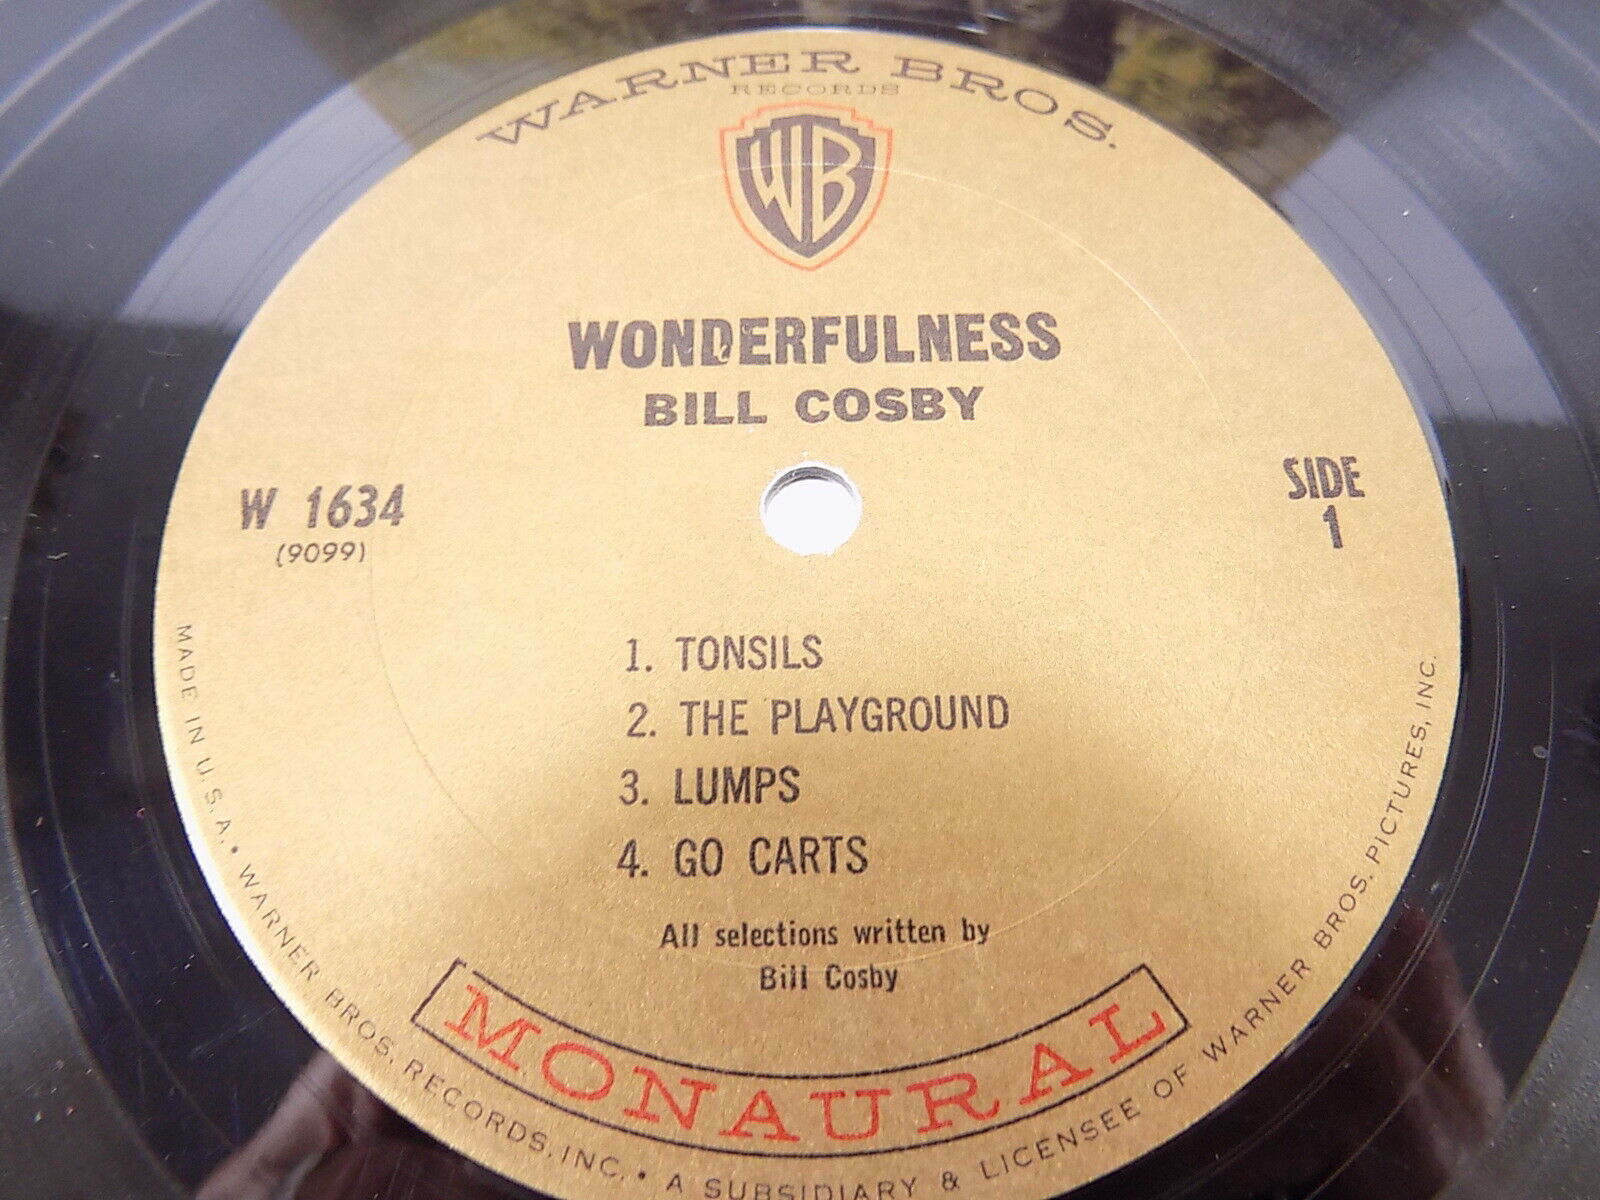 WARNER BROS.
RECORDS
WB
WONDERFULNESS
BILL COSBY
W 1634
(9099)
SIDE
1
1. TONSILS
2. THE PLAYGROUND
3. LUMPS
4. GO CARTS
All selections written by
Bill Cosby
MONAURAL
MADE IN U.S.A. • WARNER BROS. RECORDS, INC. • A SUBSIDIARY & LICENSEE OF WARNER BROS. PICTURES, INC.